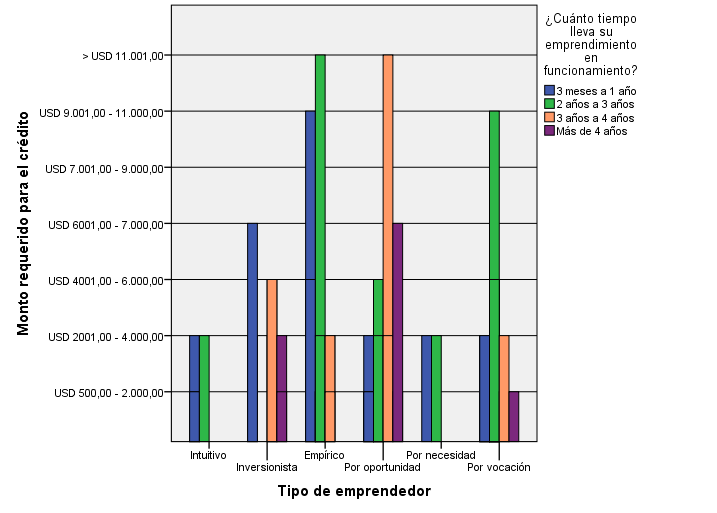 ¿Cuánto tiempo
lleva su
emprendimiento
en
funcionamiento?
3 meses a 1 año
2 años a 3 años
3 años a 4 años
Más de 4 años
Monto requerido para el crédito
> USD 11.001,00
USD 9.001,00 - 11.000,00
USD 7.001,00 - 9.000,00
USD 6001,00 - 7.000,00
USD 4001,00 - 6.000,00
USD 2001,00 - 4.000,00
USD 500,00 - 2.000,00
Intuitivo
Inversionista
Empírico
Por oportunidad
Por necesidad
Por vocación
Tipo de emprendedor